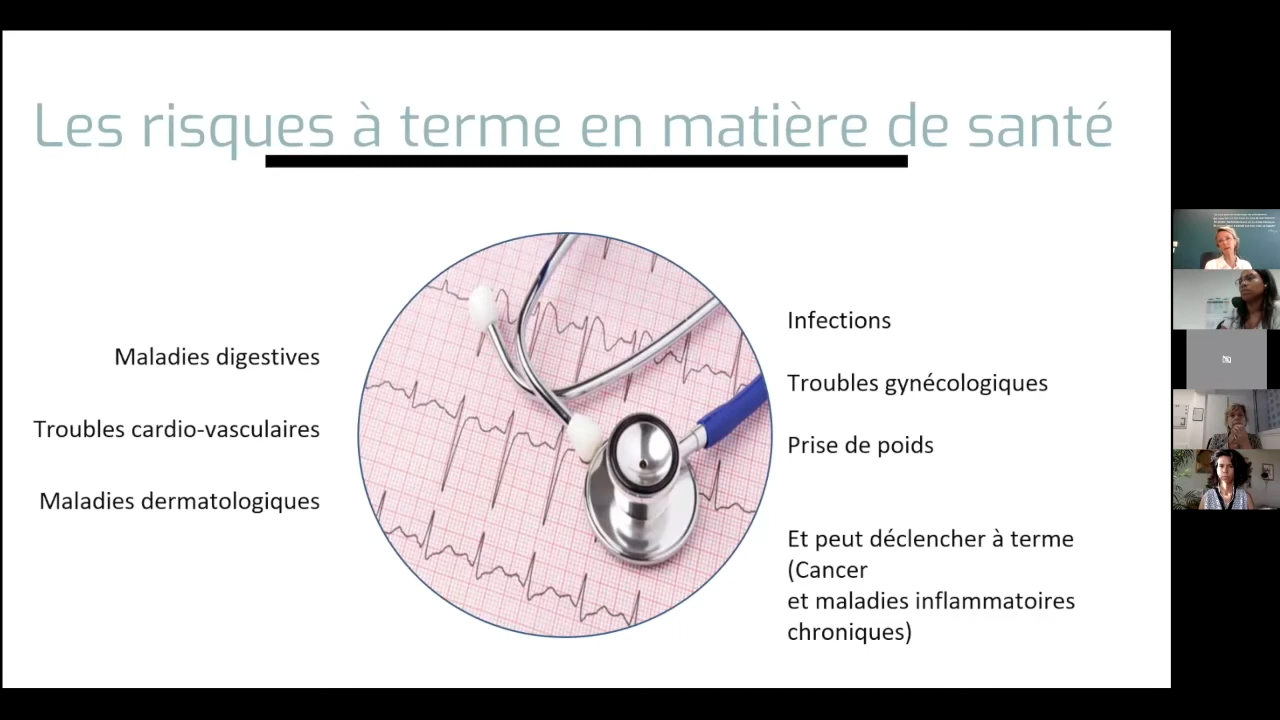 Les risques à terme en matière de santé
Maladies digestives
Troubles cardio-vasculaires
Maladies dermatologiques
Infections
Troubles gynécologiques
Prise de poids
Et peut déclencher à terme
(Cancer
et maladies inflammatoires
chroniques)